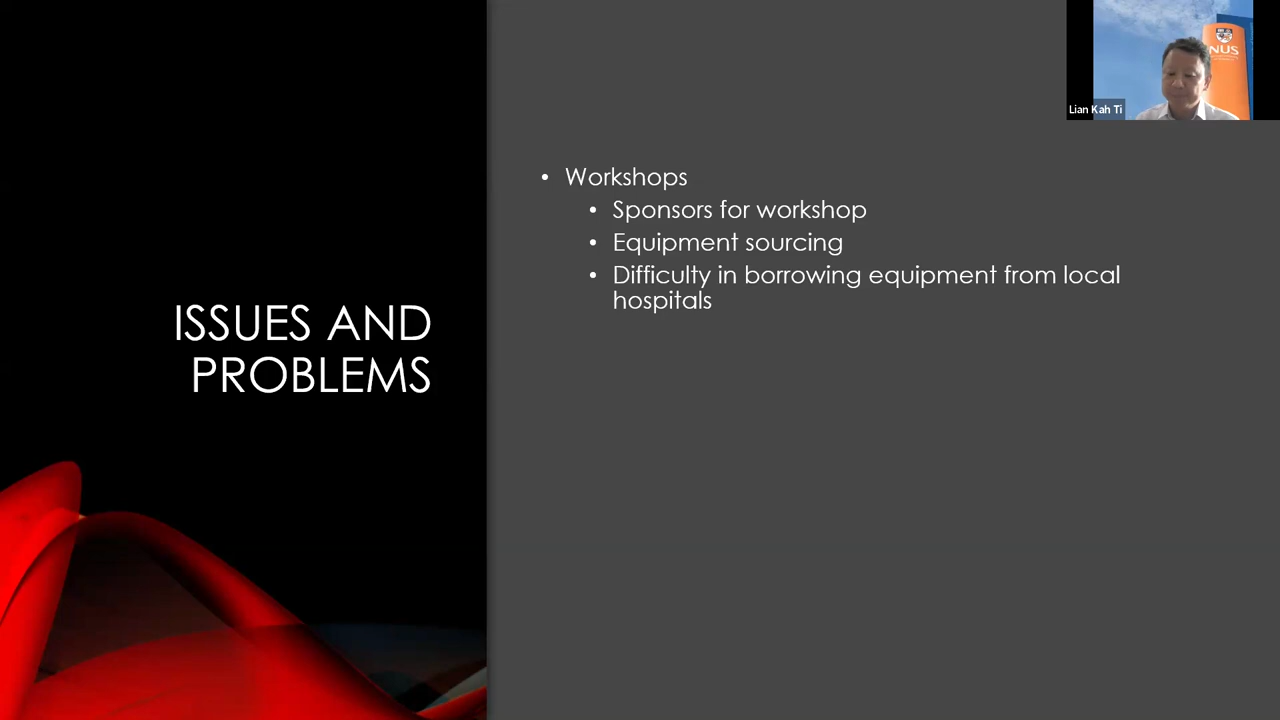 ISSUES AND
PROBLEMS
• Workshops
• Sponsors for workshop
• Equipment sourcing
• Difficulty in borrowing equipment from local
hospitals
NUS
Lian Kah Ti